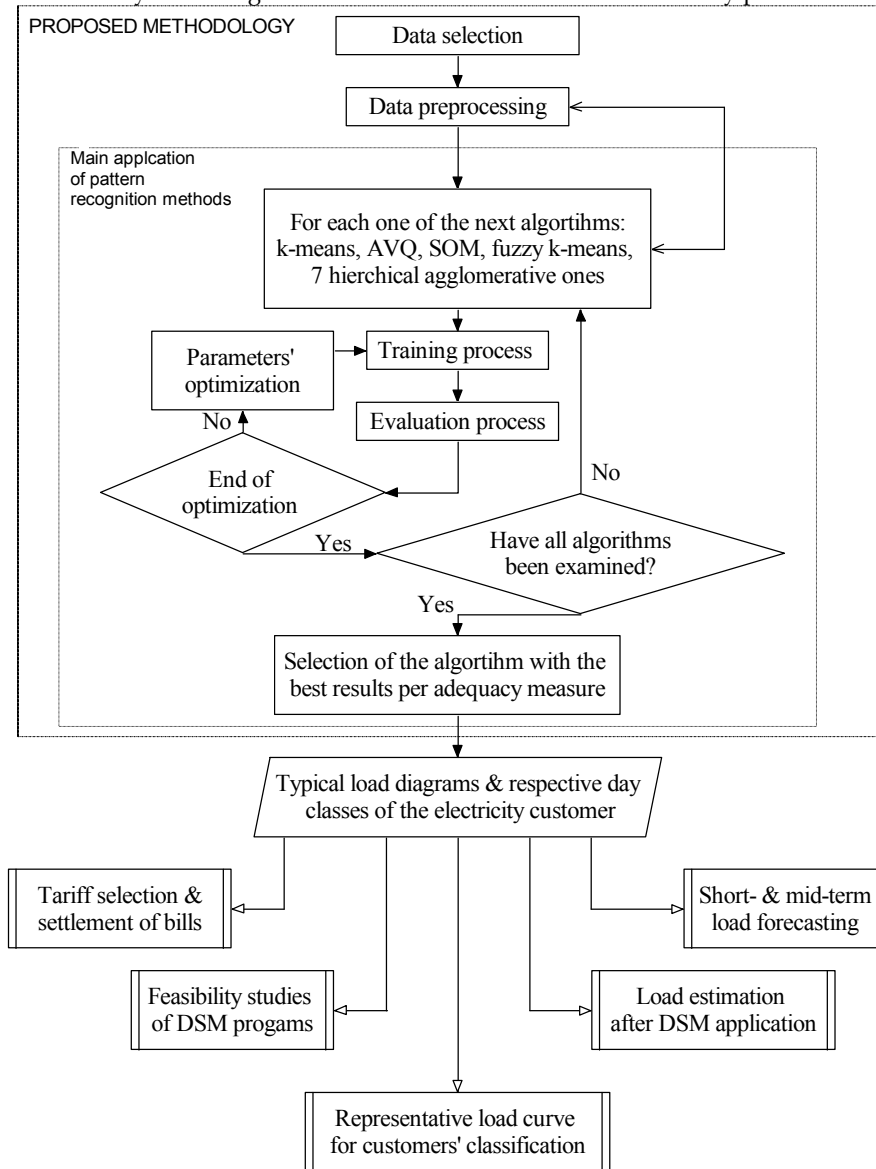 PROPOSED METHODOLOGY
Data selection
Data preprocessing
Main applcation
of pattern
recognition methods
For each one of the next algortihms:
k-means, AVQ, SOM, fuzzy k-means,
7 hierchical agglomerative ones
Parameters'
optimization
Training process
Evaluation process
No
End of
optimization
No
Yes
Have all algorithms
been examined?
Yes
Selection of the algortihm with the
best results per adequacy measure
Typical load diagrams & respective day
classes of the electricity customer
Tariff selection &
settlement of bills
Short- & mid-term
load forecasting
Feasibility studies
of DSM progams
Load estimation
after DSM application
Representative load curve
for customers' classification